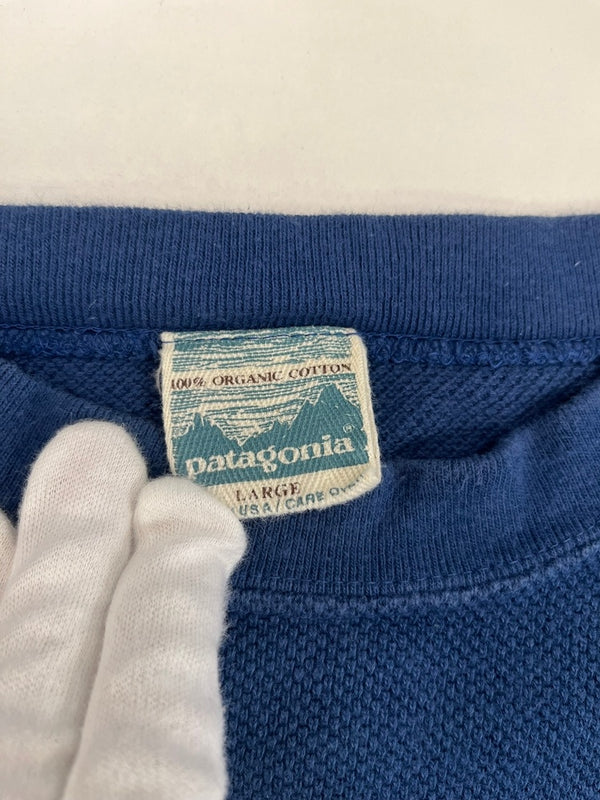 100% ORGANIC COTTON
patagonia®
LARGE
USA / CARE